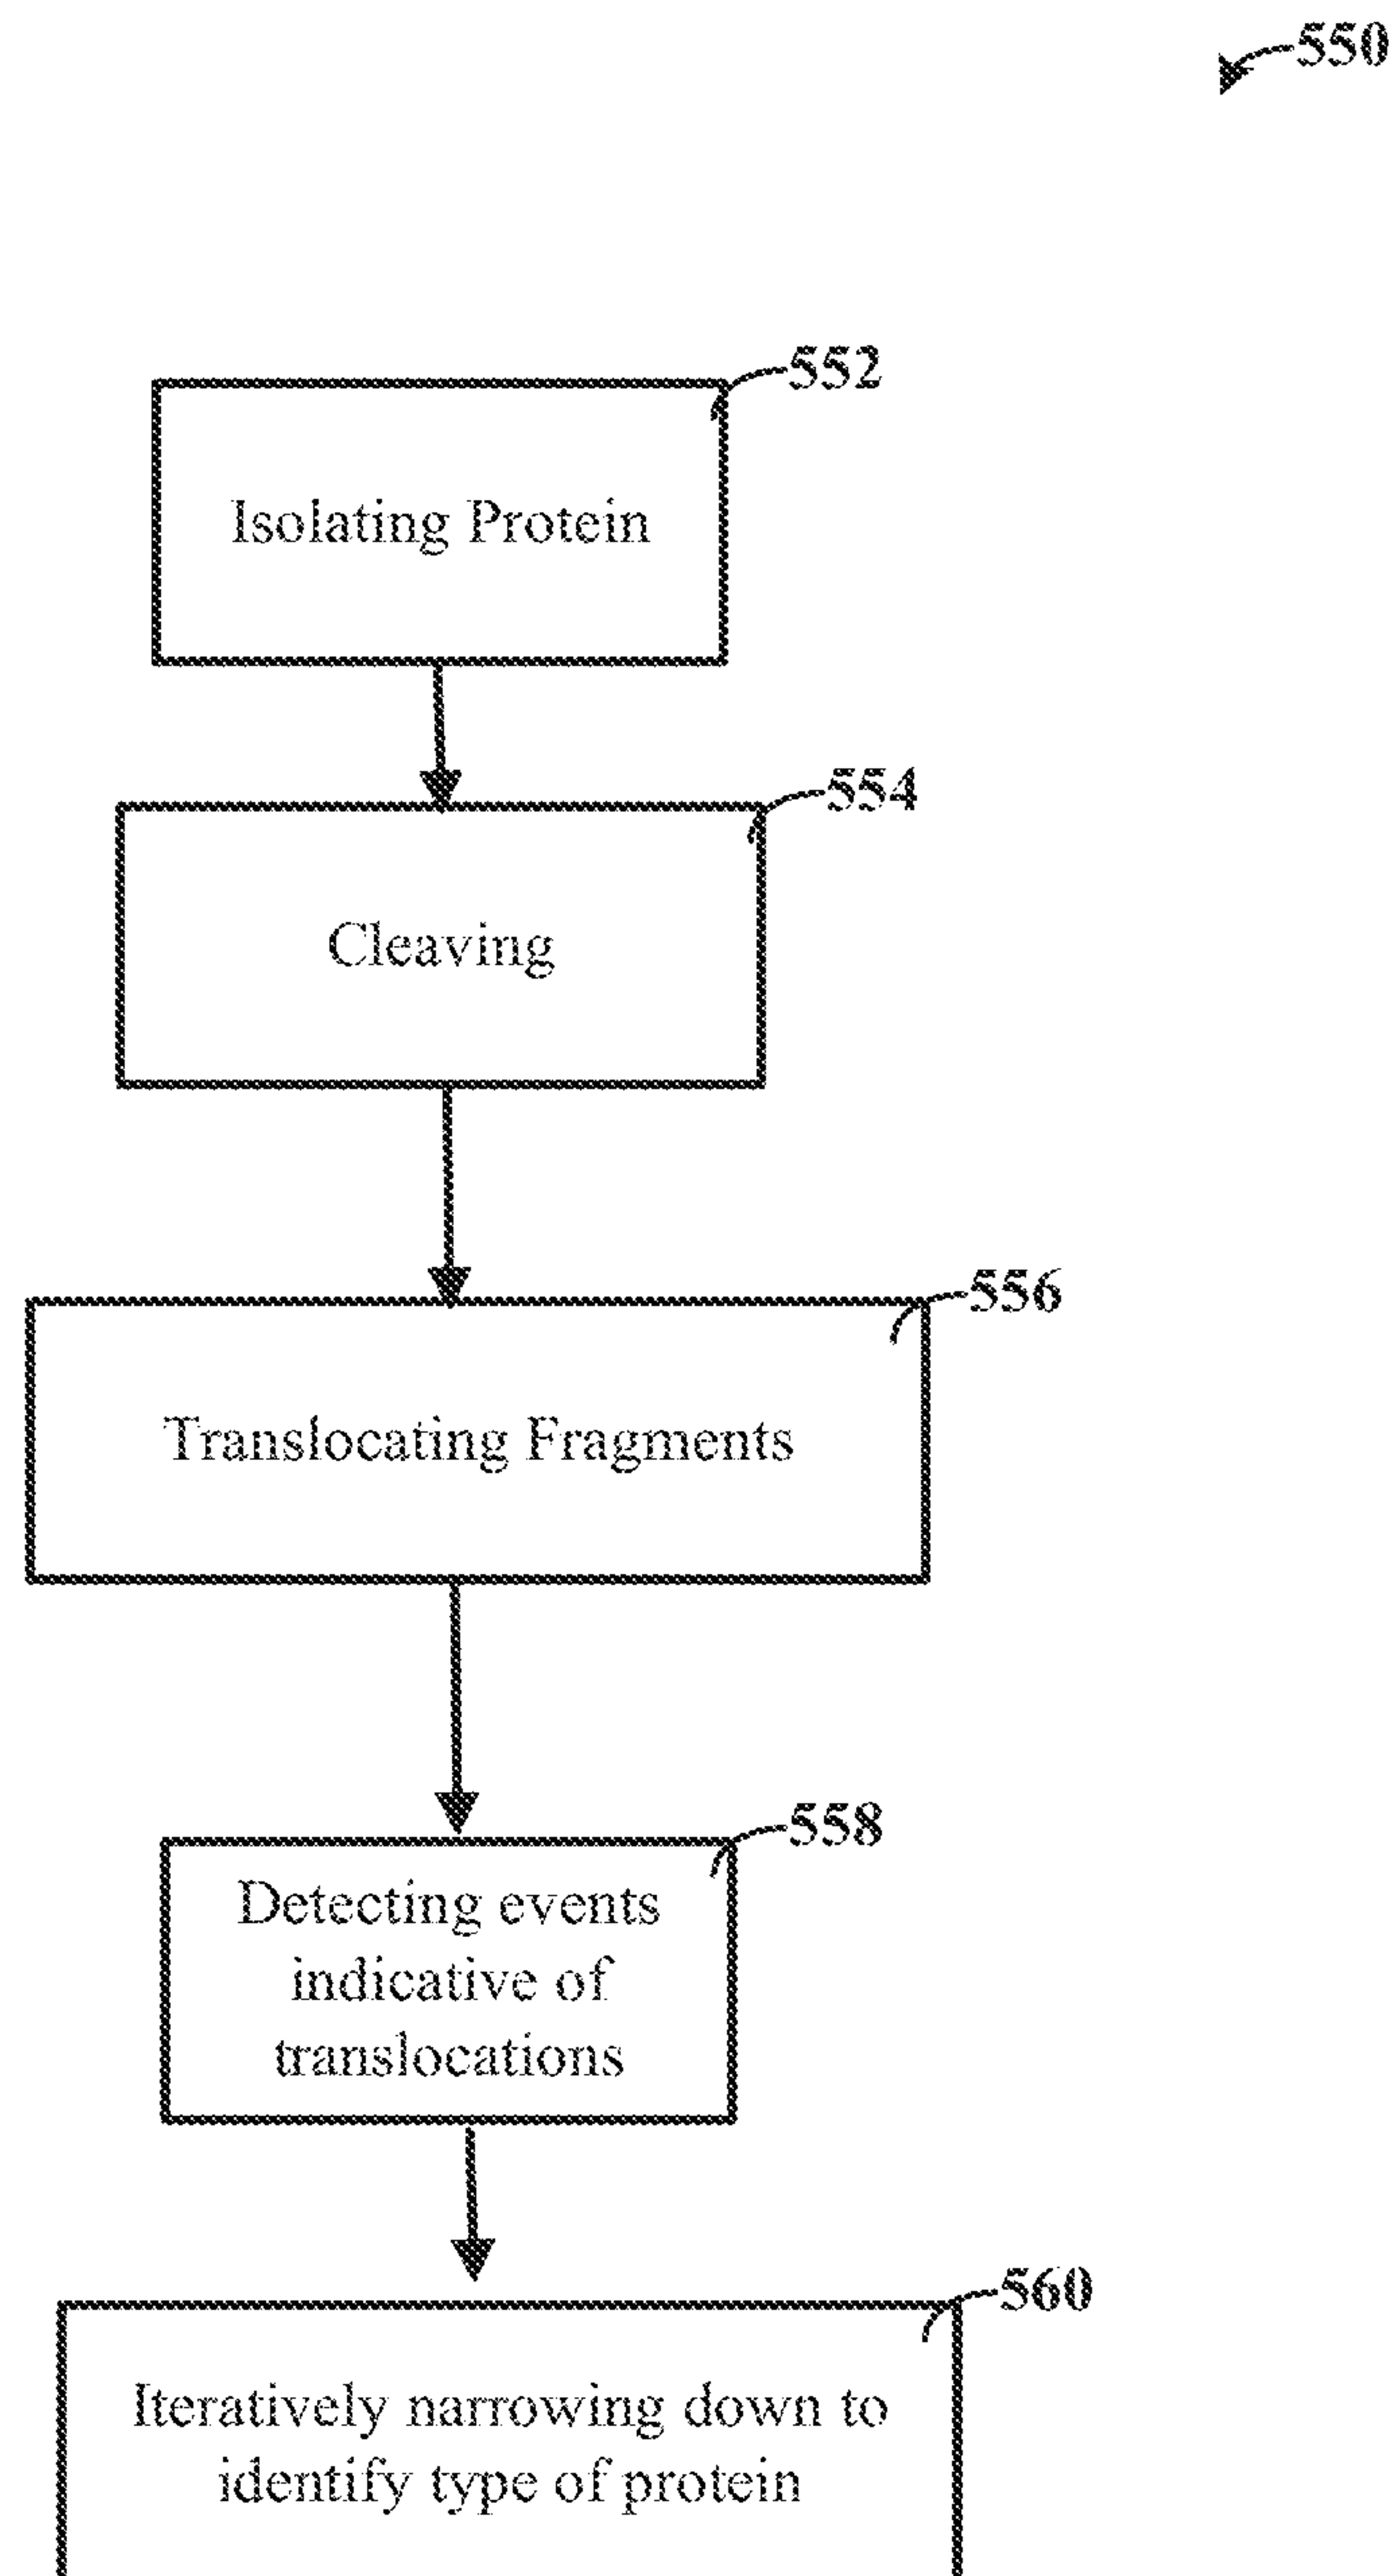 550
552
Isolating Protein
554
Cleaving
556
Translocating Fragments
558
Detecting events
indicative of
translocations
560
Iteratively narrowing down to
identify type of protein